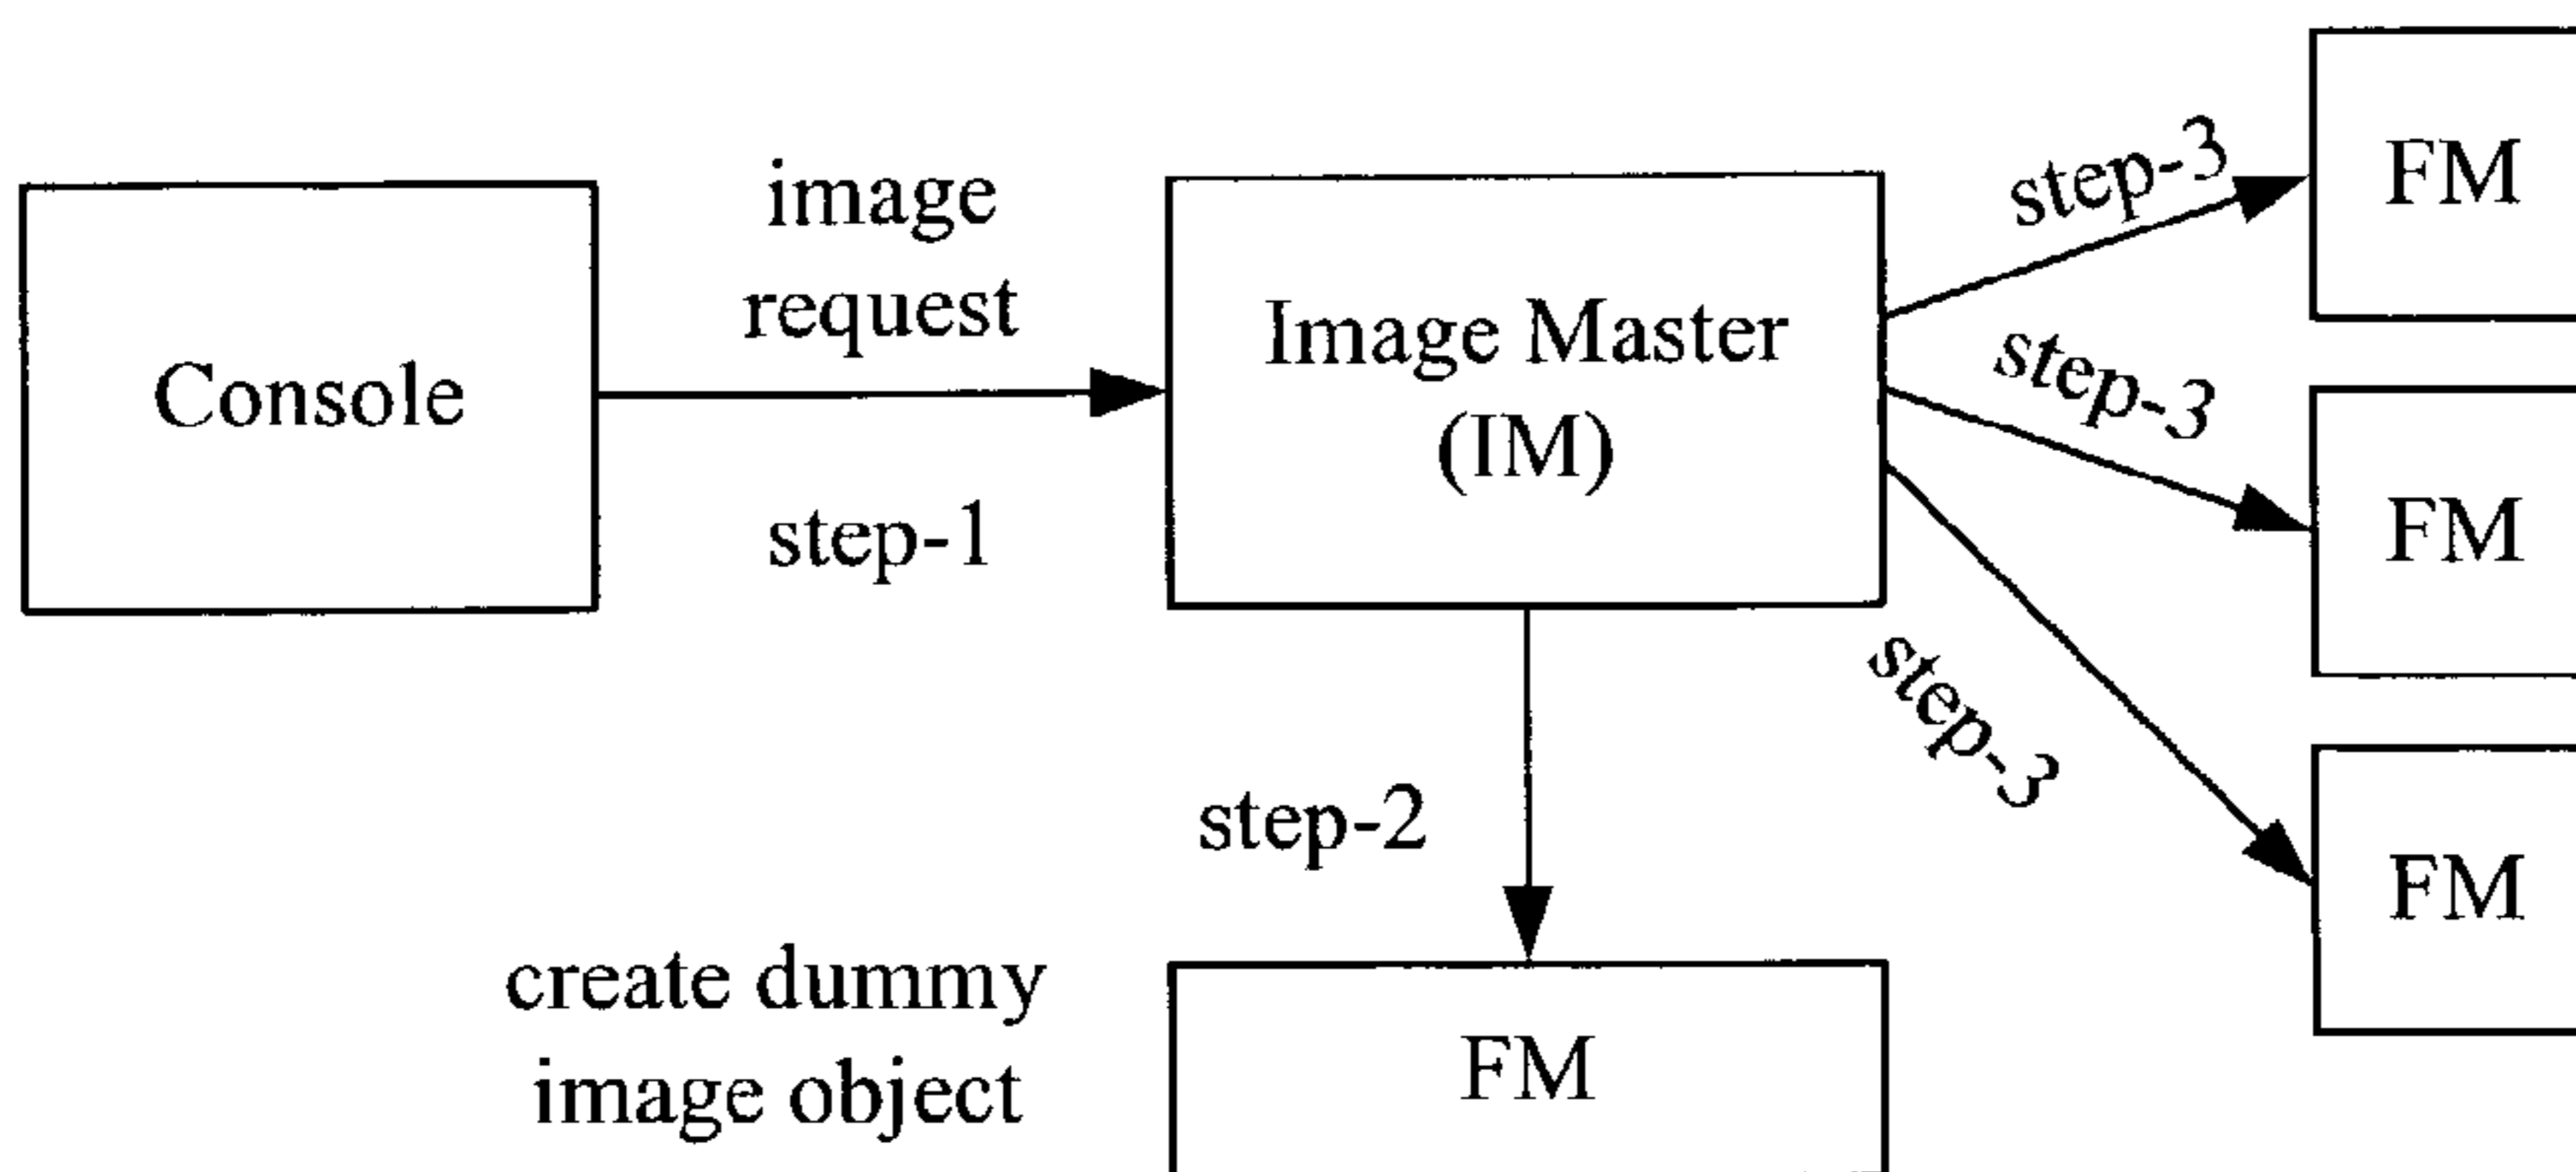 Console
image
request
step-1
Image Master
(IM)
step-3
step-3
step-3
FM
FM
FM
step-2
create dummy
image object
FM